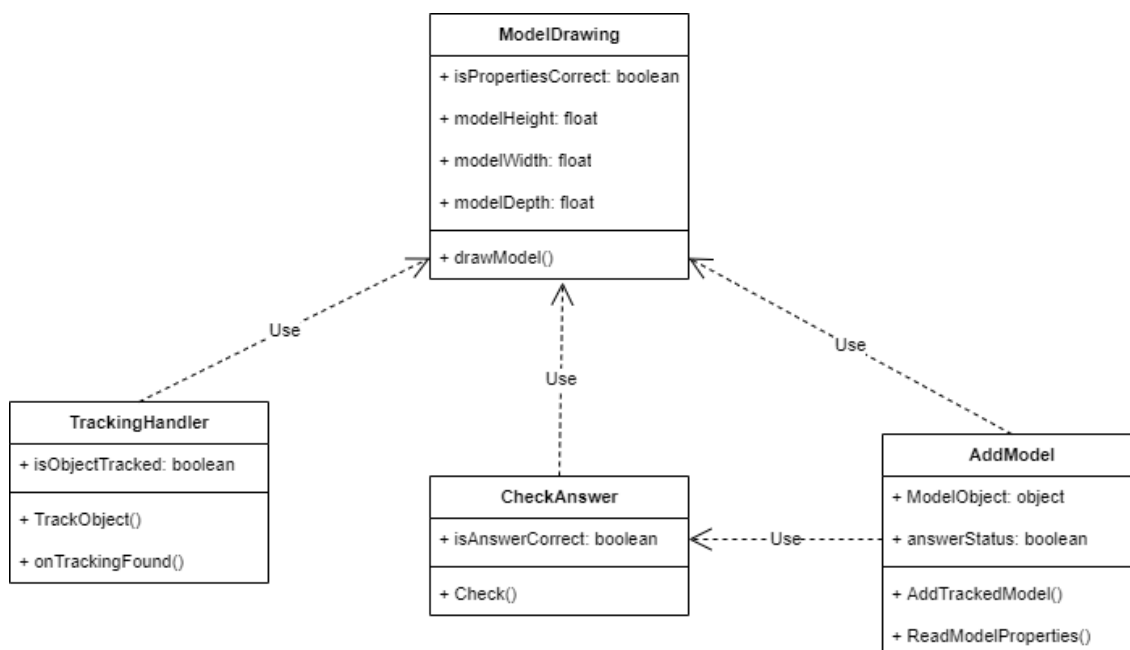 ModelDrawing
+ isPropertiesCorrect: boolean
+ modelHeight: float
+ modelWidth: float
+ modelDepth: float
+ drawModel()
Use
Use
Use
TrackingHandler
+ isObjectTracked: boolean
+ TrackObject()
+ onTrackingFound()
CheckAnswer
+ isAnswerCorrect: boolean
+ Check()
Use
AddModel
+ ModelObject: object
+ answerStatus: boolean
+ AddTrackedModel()
+ ReadModelProperties()